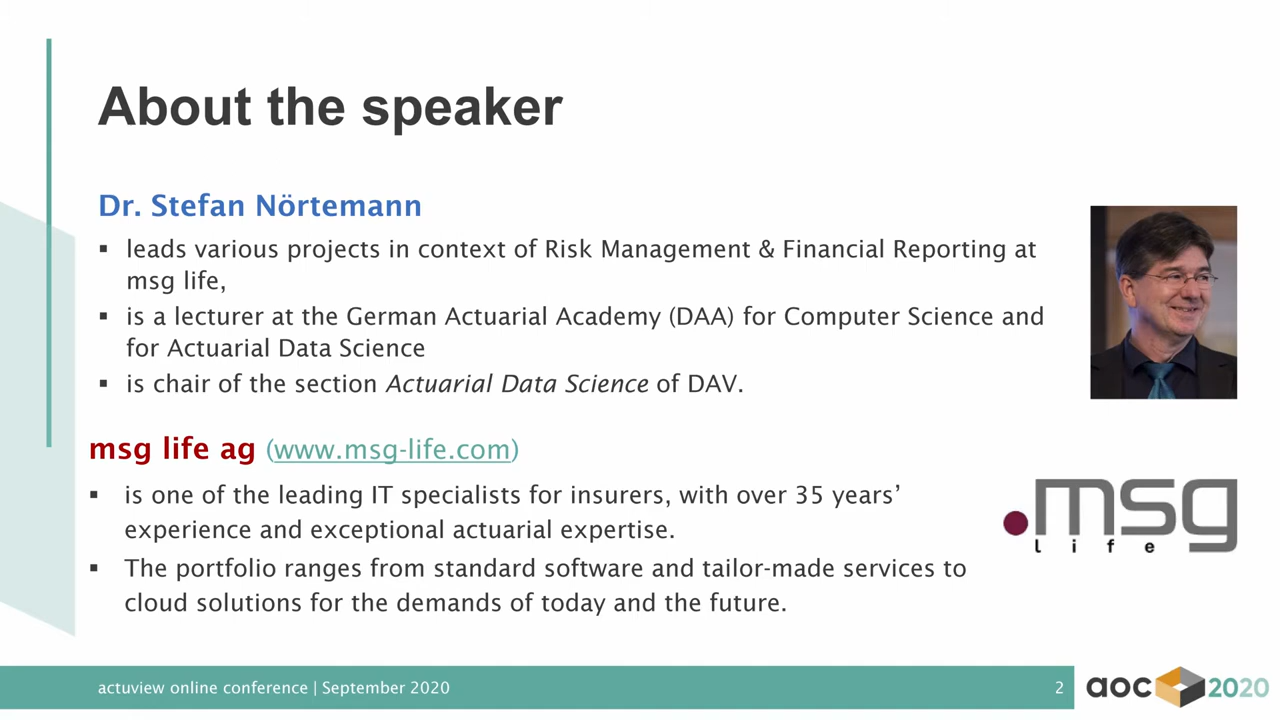 About the speaker
Dr. Stefan Nörtemann
▪ leads various projects in context of Risk Management & Financial Reporting at
msg life,
▪ is a lecturer at the German Actuarial Academy (DAA) for Computer Science and
for Actuarial Data Science
▪ is chair of the section Actuarial Data Science of DAV.
msg life ag (www.msg-life.com)
▪ is one of the leading IT specialists for insurers, with over 35 years’
experience and exceptional actuarial expertise.
▪ The portfolio ranges from standard software and tailor-made services to
cloud solutions for the demands of today and the future.
.msg
life
actuview online conference | September 2020
2
aoc 2020